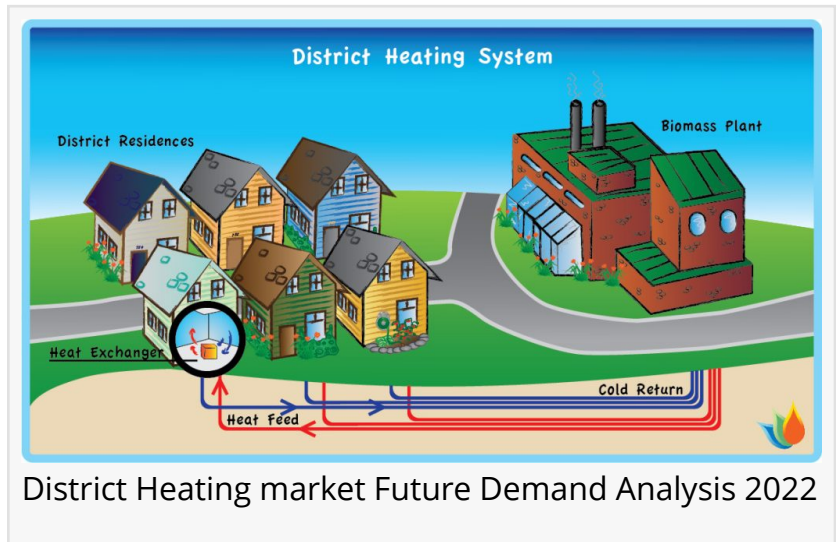 District Heating System
District Residences
Biomass Plant
Heat Exchanger
Cold Return
Heat Feed
District Heating market Future Demand Analysis 2022